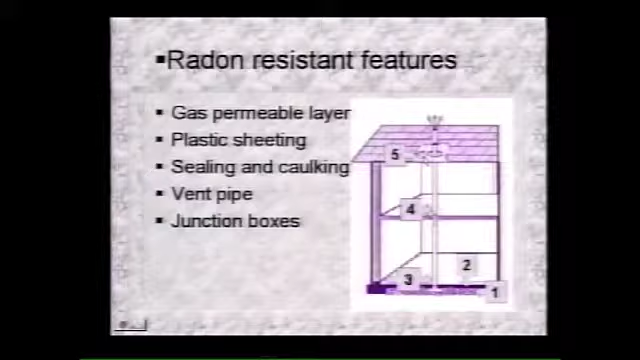 ▪Radon resistant features
▪ Gas permeable layer
▪ Plastic sheeting
▪ Sealing and caulking
▪ Vent pipe
▪ Junction boxes
5
4
2
3
1